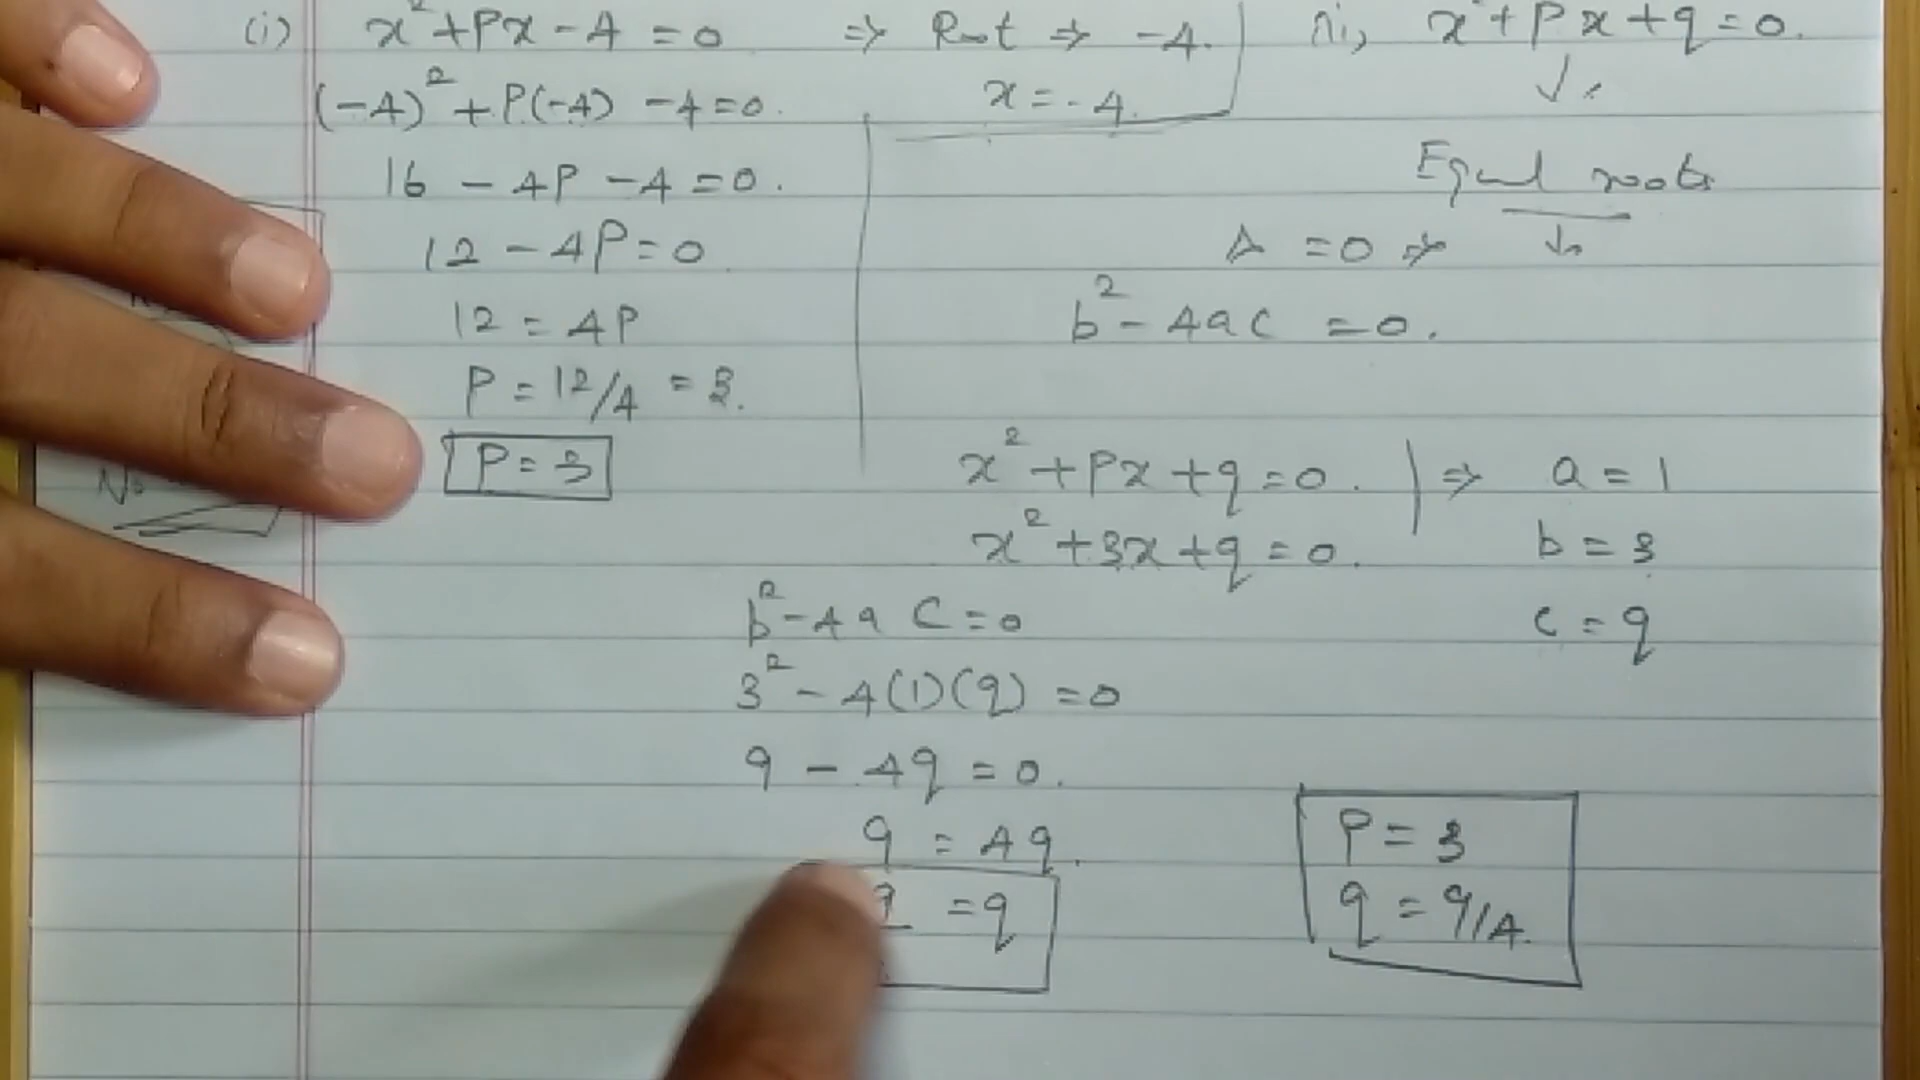 (i) x² + Px - 4 = 0 ⇒ Root ⇒ -4.
(-4)² + P(-4) - 4 = 0.
x = -4.
16 - 4P - 4 = 0.
12 - 4P = 0
12 = 4P
P = 12/4 = 3.
P = 3
ii, x² + Px + q = 0.
Equal roots
Δ = 0 ⇒
b² - 4ac = 0.
x² + Px + q = 0. ⇒ a = 1
x² + 3x + q = 0. b = 3
c = q
b² - 4ac = 0
3² - 4(1)(q) = 0
9 - 4q = 0.
9 = 4q.
9 = q
P = 3
q = 9/4.
No